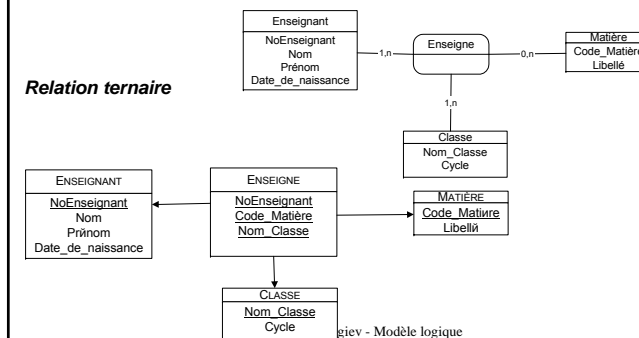 Enseignant
NoEnseignant
Nom
Prénom
Date_de_naissance
1,n
Enseigne
0,n
Matière
Code_Matière
Libellé
Relation ternaire
1,n
Classe
Nom_Classe
Cycle
ENSEIGNANT
NoEnseignant
Nom
Prйnom
Date_de_naissance
ENSEIGNE
NoEnseignant
Code_Matière
Nom_Classe
MATIÈRE
Code_Matиre
Libellй
CLASSE
Nom_Classe
Cycle
giev - Modèle logique